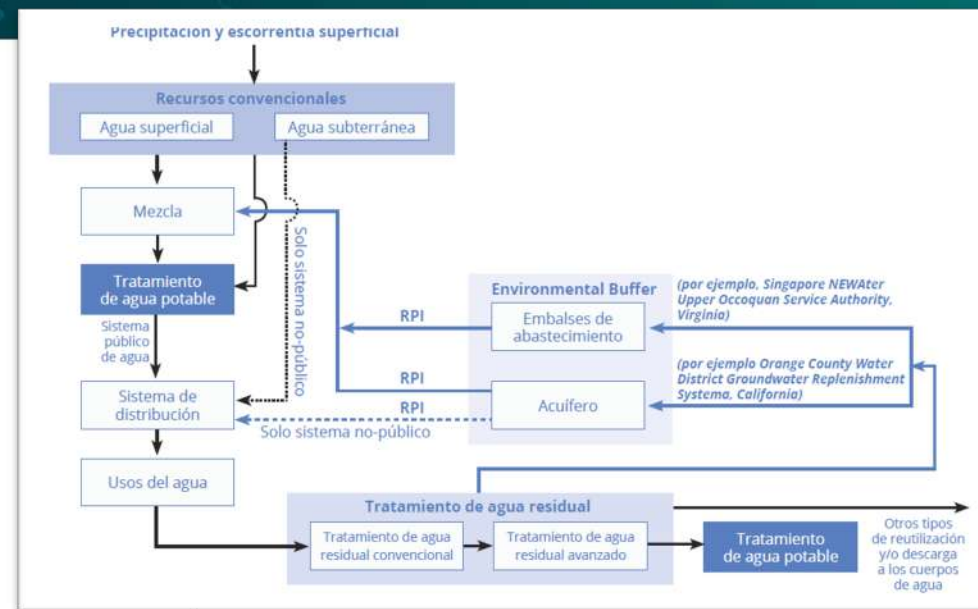 Precipitación y escorrentía superficial
Recursos convencionales
Agua superficial
Agua subterránea
Mezcla
Tratamiento
de agua potable
Sistema
público
de agua
Solo sistema no-público
Sistema de
distribución
Usos del agua
RPI
RPI
RPI
Solo sistema no-público
Environmental Buffer
Embalses de
abastecimiento
Acuífero
(por ejemplo, Singapore NEWAter
Upper Occoquan Service Authority,
Virginia)
(por ejemplo Orange County Water
District Groundwater Replenishment
Systema, California)
Tratamiento de agua residual
Tratamiento de agua
residual convencional
Tratamiento de agua
residual avanzado
Tratamiento
de agua potable
Otros tipos
de reutilización
y/o descarga
a los cuerpos
de agua